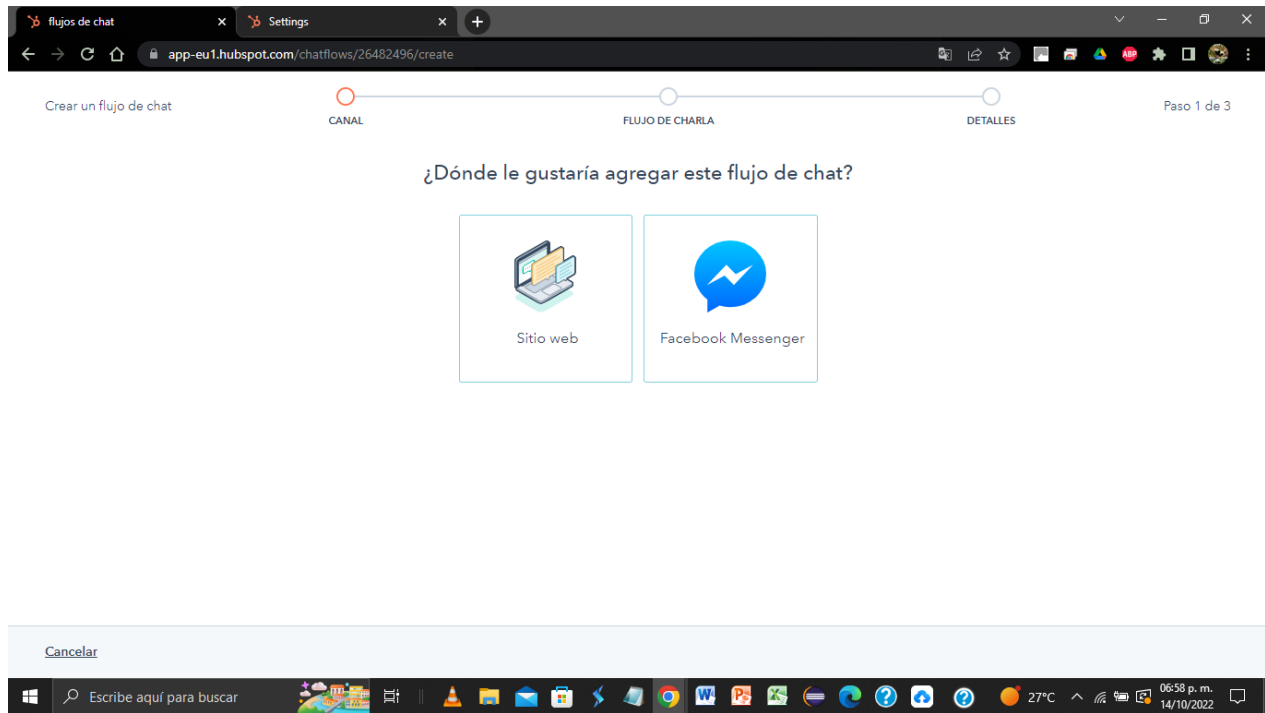 flujos de chat
Settings
app-eu1.hubspot.com/chatflows/26482496/create
ABP
Crear un flujo de chat
CANAL
FLUJO DE CHARLA
DETALLES
Paso 1 de 3
¿Dónde le gustaría agregar este flujo de chat?
Sitio web
Facebook Messenger
Cancelar
Escribe aquí para buscar
27°C
06:58 p. m.
14/10/2022